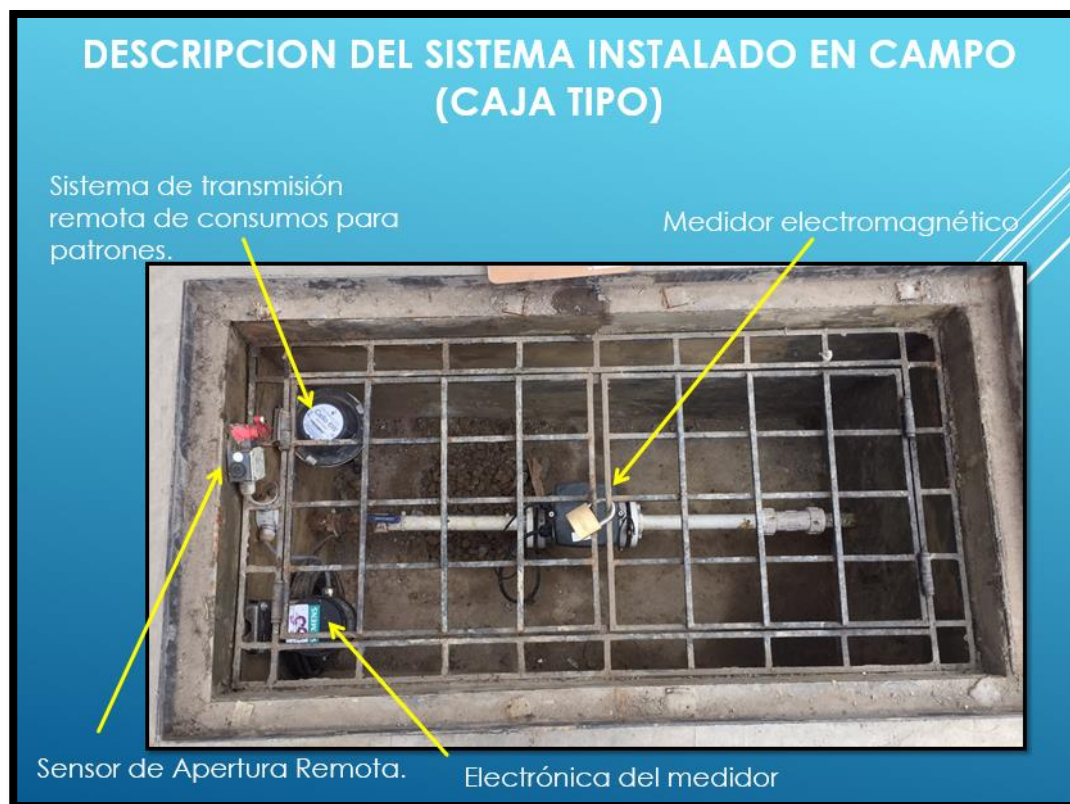 DESCRIPCION DEL SISTEMA INSTALADO EN CAMPO
(CAJA TIPO)
Sistema de transmisión
remota de consumos para
patrones.
Medidor electromagnético
Sensor de Apertura Remota.
Electrónica del medidor